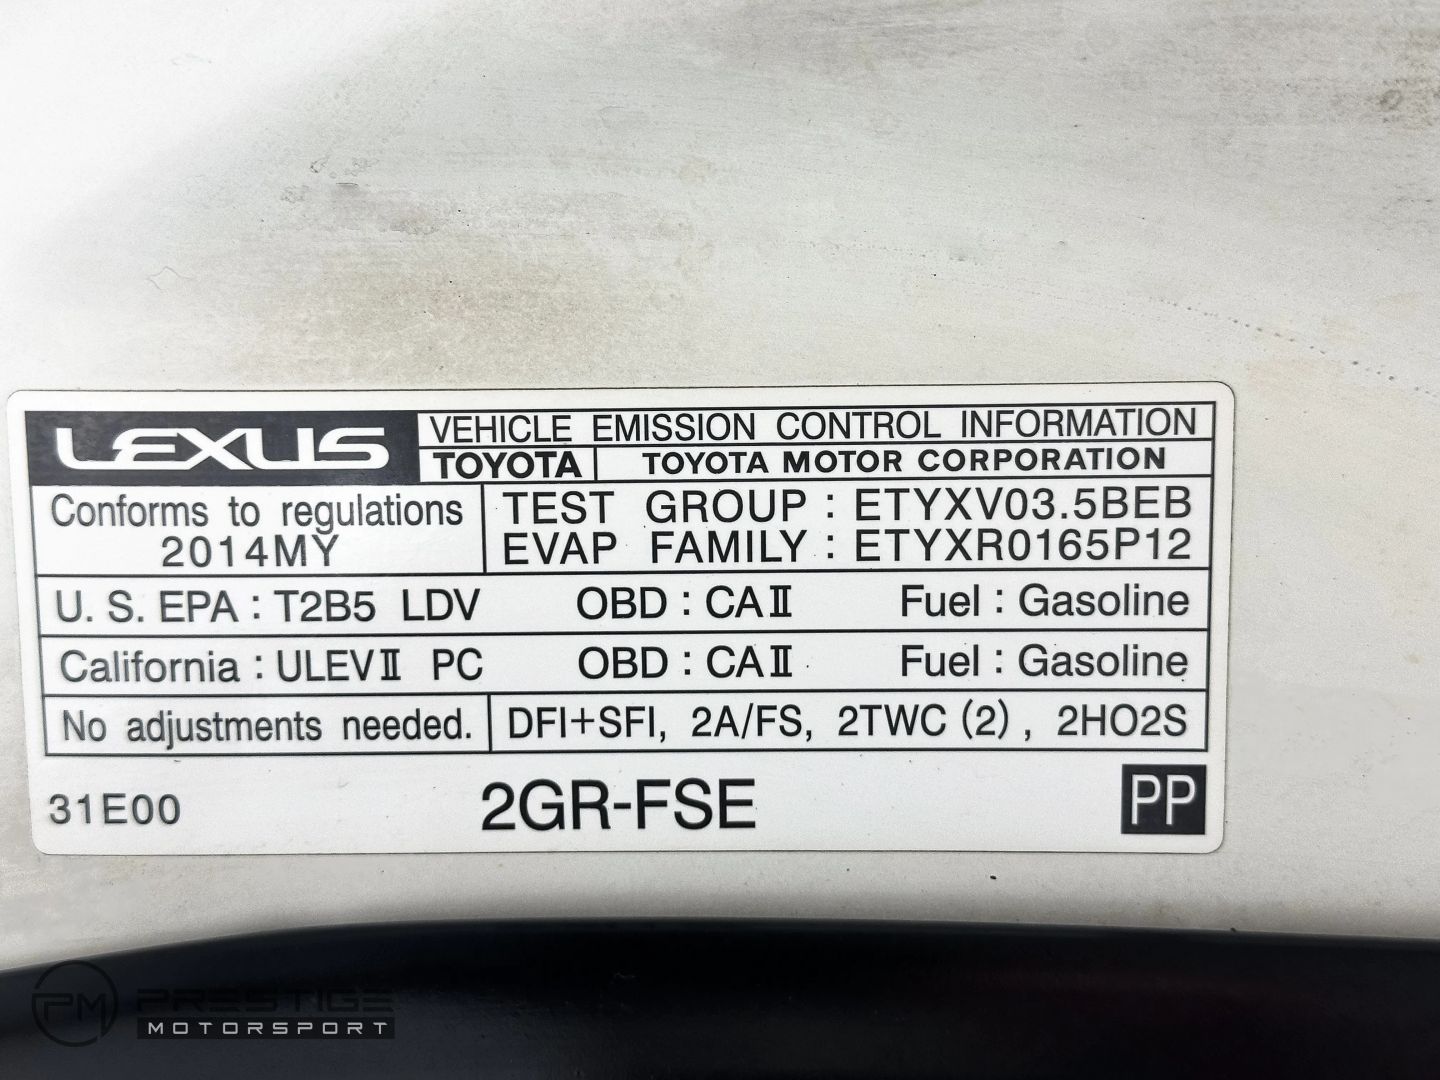 LEXUS VEHICLE EMISSION CONTROL INFORMATION
TOYOTA TOYOTA MOTOR CORPORATION
Conforms to regulations 2014MY
TEST GROUP : ETYXV03.5BEB
EVAP FAMILY : ETYXR0165P12
U. S. EPA : T2B5 LDV OBD : CAⅡ Fuel : Gasoline
California : ULEVⅡ PC OBD : CAⅡ Fuel : Gasoline
No adjustments needed. DFI+SFI, 2A/FS, 2TWC (2) , 2HO2S
31E00 2GR-FSE PP
PM PRESTIGE
MOTORSPORT